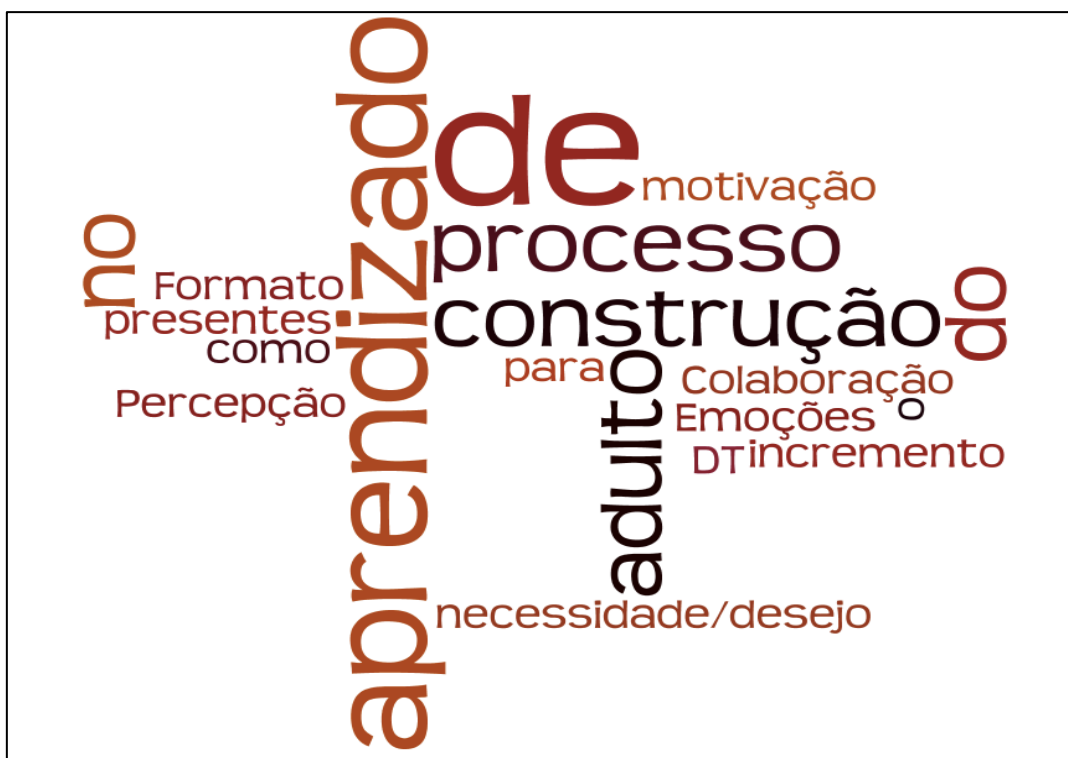 aprendizado
de
motivação
no
processo
Formato
do
presentes
construção
como
para
adulto
Colaboração
Percepção
Emoções
o
DT
incremento
necessidade/desejo